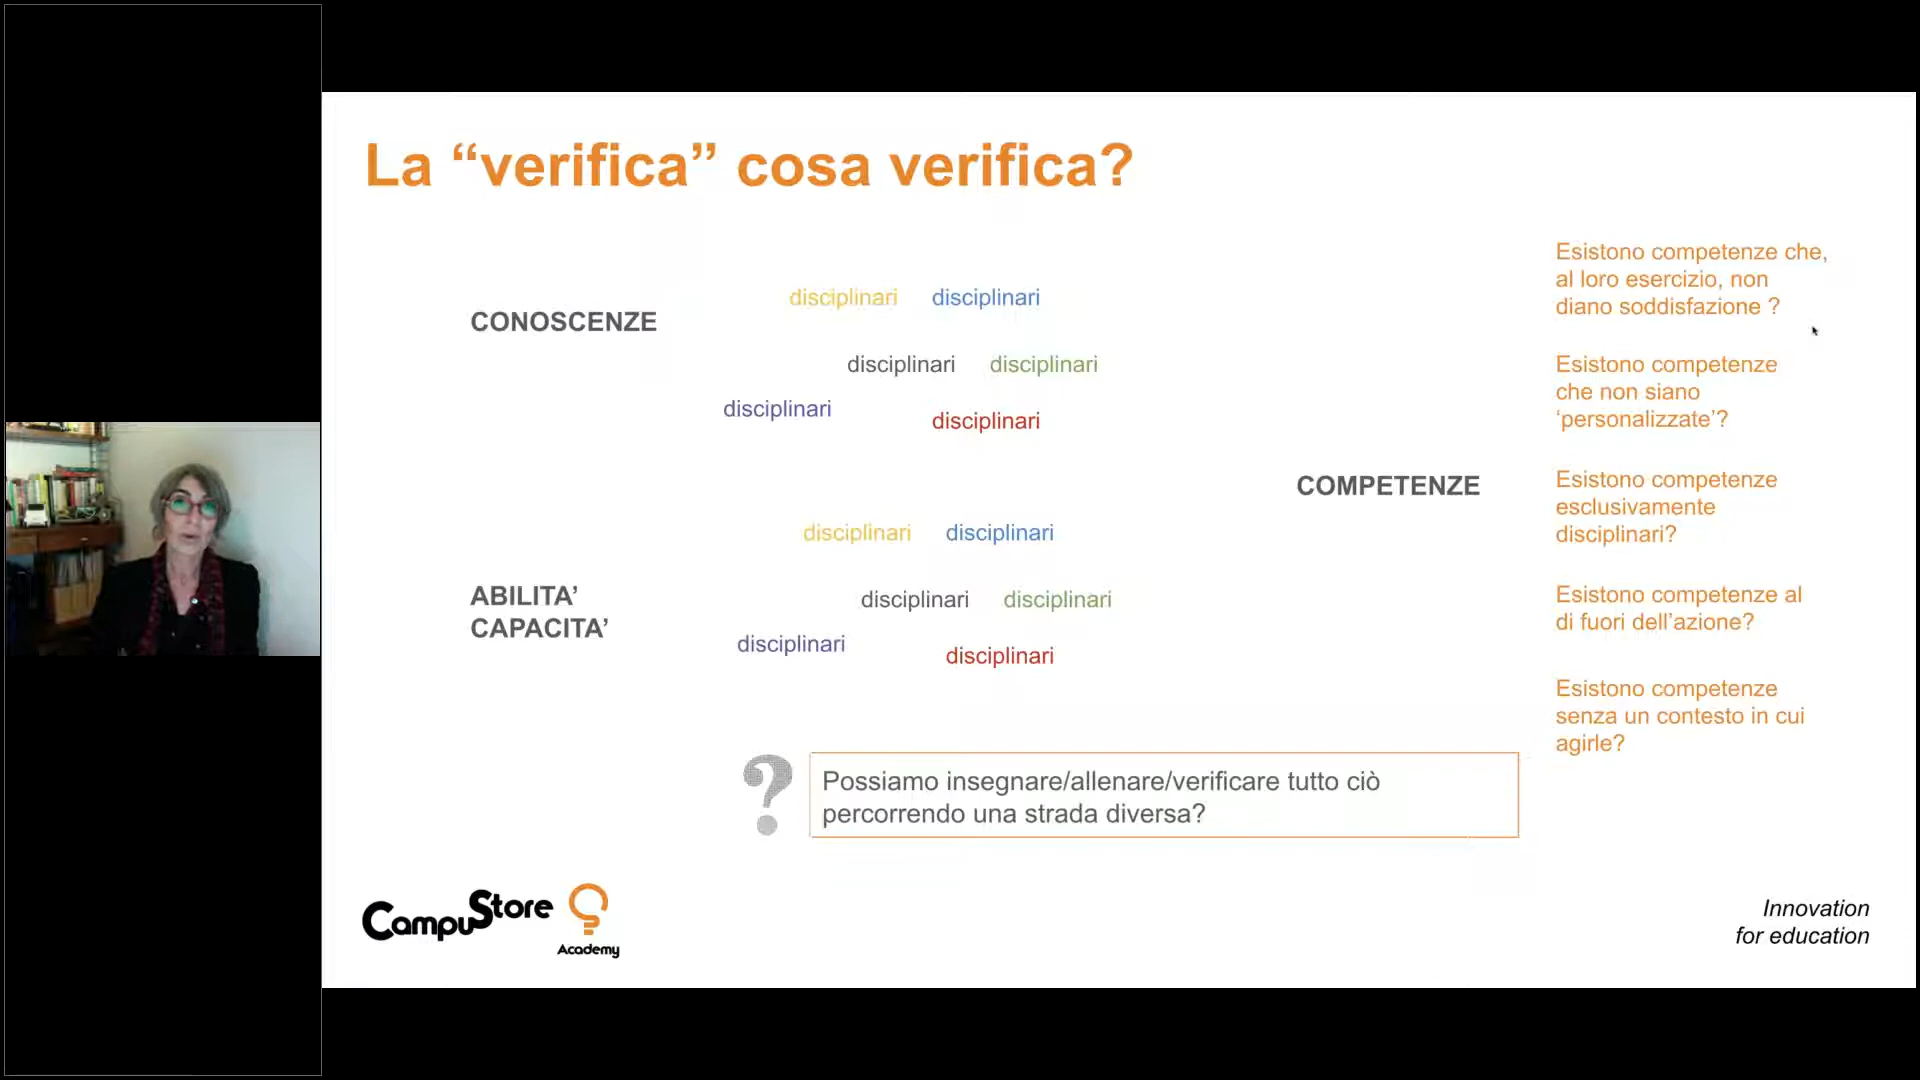 La “verifica” cosa verifica?
CONOSCENZE
disciplinari disciplinari
disciplinari disciplinari
disciplinari
disciplinari
ABILITA’
CAPACITA’
disciplinari disciplinari
disciplinari disciplinari
disciplinari
disciplinari
COMPETENZE
Esistono competenze che,
al loro esercizio, non
diano soddisfazione ?
Esistono competenze
che non siano
‘personalizzate’?
Esistono competenze
esclusivamente
disciplinari?
Esistono competenze al
di fuori dell’azione?
Esistono competenze
senza un contesto in cui
agirle?
?
Possiamo insegnare/allenare/verificare tutto ciò
percorrendo una strada diversa?
CampuStore
Academy
Innovation
for education